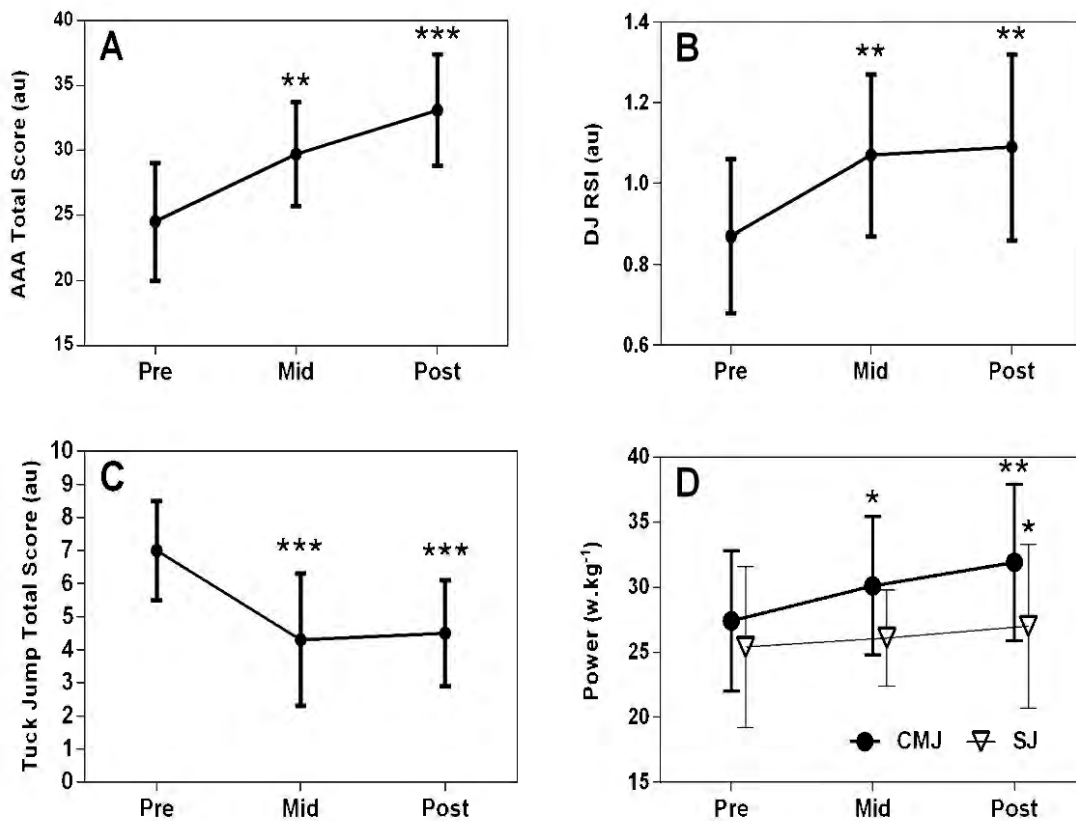 A
AAA Total Score (au)
40
35
30
25
20
15
**
***
Pre Mid Post
B
DJ RSI (au)
1.4
1.2
1.0
0.8
0.6
**
**
Pre Mid Post
C
Tuck Jump Total Score (au)
10
9
8
7
6
5
4
3
2
1
0
***
***
Pre Mid Post
D
Power (w.kg-1)
40
35
30
25
20
15
*
**
*
CMJ SJ
Pre Mid Post